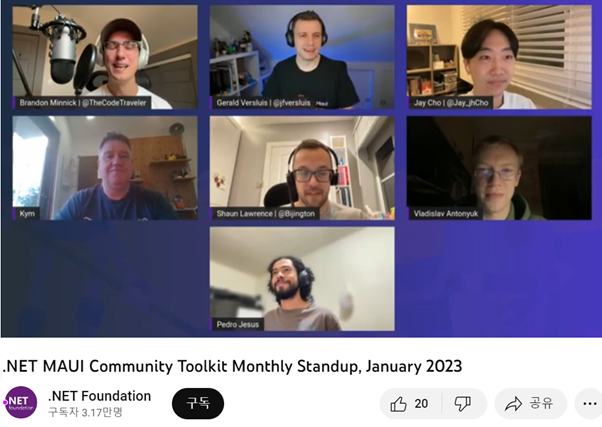 Brandon Minnick | @TheCodeTraveler
Gerald Versluis | @jfversluis
Jay Cho | @Jay_jhCho
Kym
Shaun Lawrence | @Bijington
Vladislav Antonyuk
Pedro Jesus
.NET MAUI Community Toolkit Monthly Standup, January 2023
.NET
foundation
.NET Foundation
구독자 3.17만명
구독
20
공유